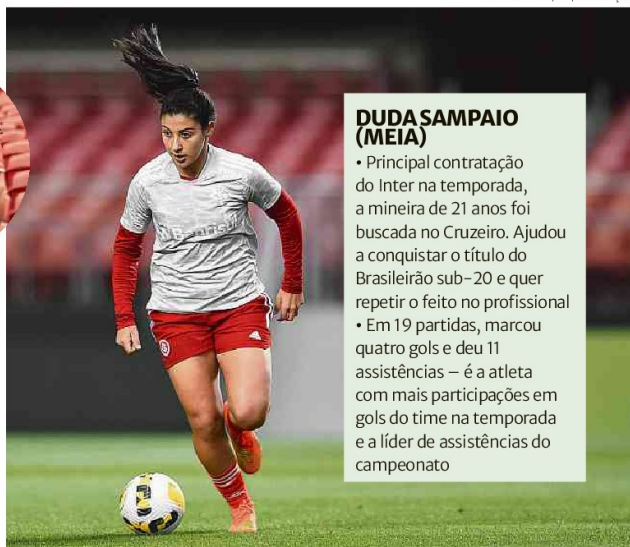 DUDA SAMPAIO
(MEIA)
• Principal contratação
do Inter na temporada,
a mineira de 21 anos foi
buscada no Cruzeiro. Ajudou
a conquistar o título do
Brasileirão sub-20 e quer
repetir o feito no profissional
• Em 19 partidas, marcou
quatro gols e deu 11
assistências – é a atleta
com mais participações em
gols do time na temporada
e a líder de assistências do
campeonato